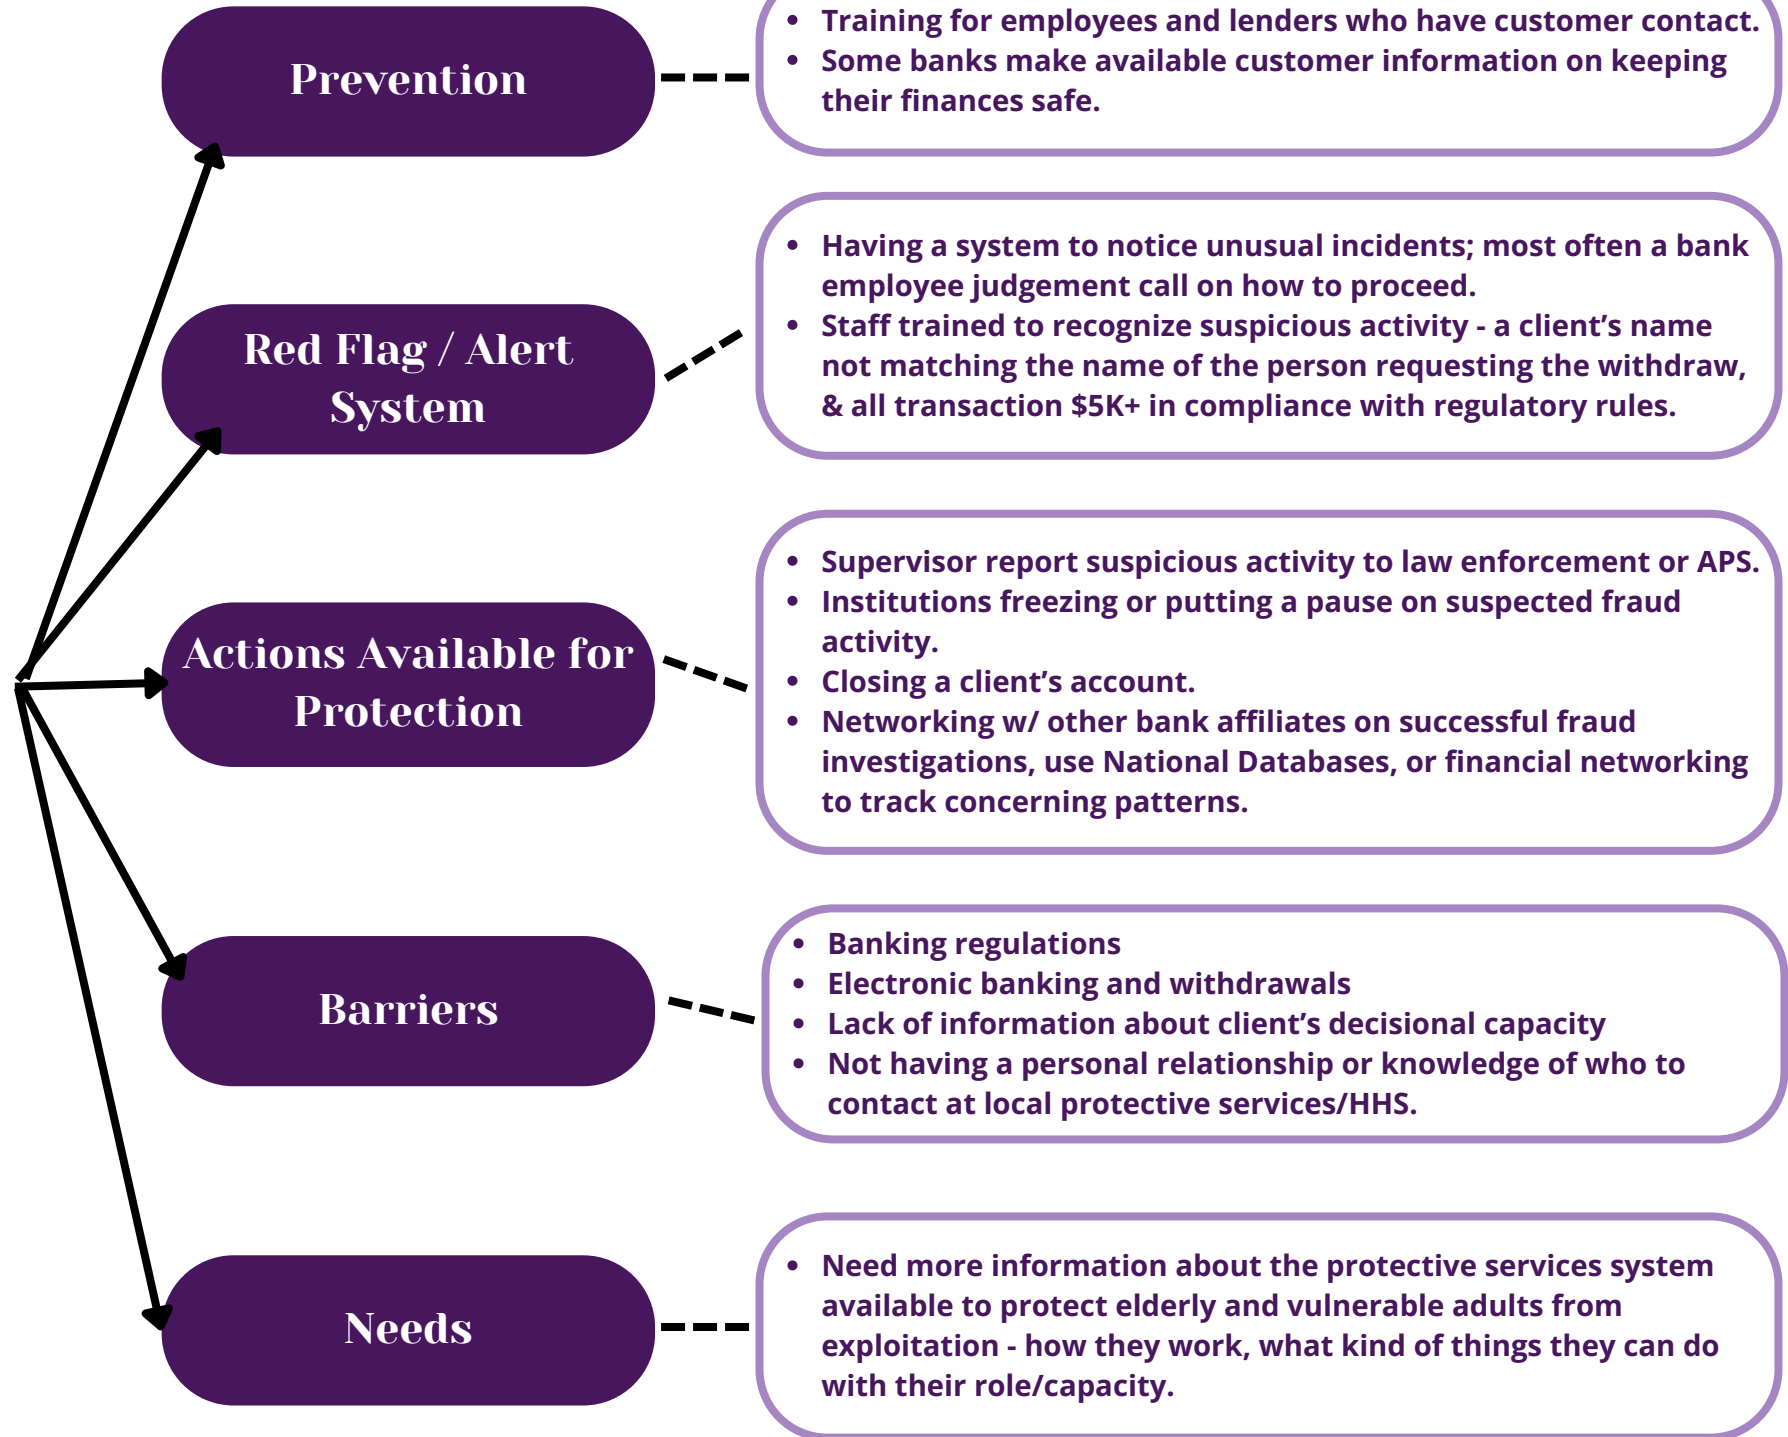 Prevention
• Training for employees and lenders who have customer contact.
• Some banks make available customer information on keeping
their finances safe.
Red Flag / Alert
System
• Having a system to notice unusual incidents; most often a bank
employee judgement call on how to proceed.
• Staff trained to recognize suspicious activity - a client’s name
not matching the name of the person requesting the withdraw,
& all transaction $5K+ in compliance with regulatory rules.
Actions Available for
Protection
• Supervisor report suspicious activity to law enforcement or APS.
• Institutions freezing or putting a pause on suspected fraud
activity.
• Closing a client’s account.
• Networking w/ other bank affiliates on successful fraud
investigations, use National Databases, or financial networking
to track concerning patterns.
Barriers
• Banking regulations
• Electronic banking and withdrawals
• Lack of information about client’s decisional capacity
• Not having a personal relationship or knowledge of who to
contact at local protective services/HHS.
Needs
• Need more information about the protective services system
available to protect elderly and vulnerable adults from
exploitation - how they work, what kind of things they can do
with their role/capacity.